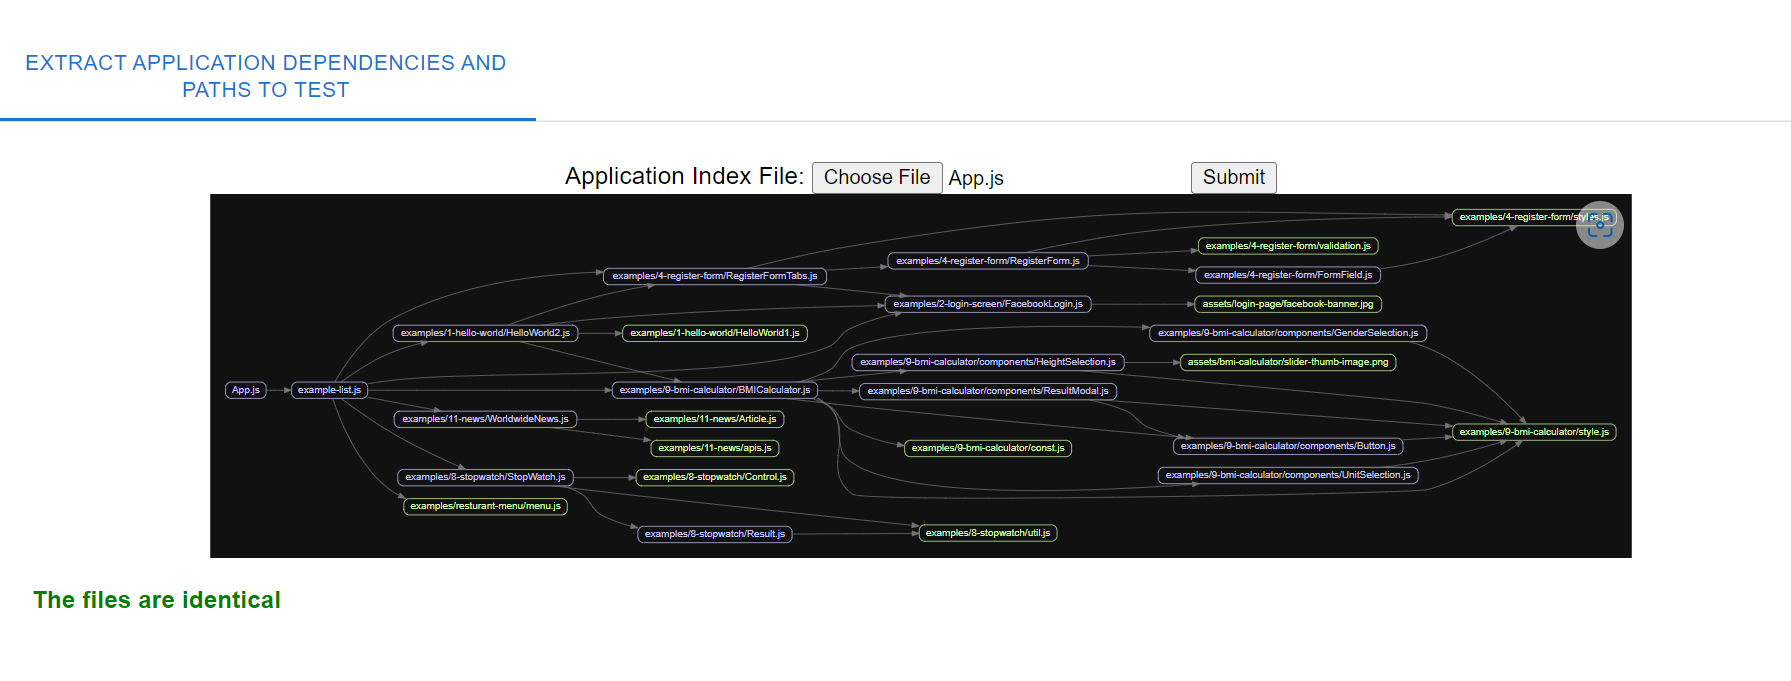 EXTRACT APPLICATION DEPENDENCIES AND
PATHS TO TEST
Application Index File: Choose File App.js Submit
examples/4-register-form/styles.js
examples/4-register-form/validation.js
examples/4-register-form/RegisterForm.js
examples/4-register-form/RegisterFormTabs.js
examples/4-register-form/FormField.js
examples/2-login-screen/FacebookLogin.js
assets/login-page/facebook-banner.jpg
examples/1-hello-world/HelloWorld2.js
examples/1-hello-world/HelloWorld1.js
examples/9-bmi-calculator/components/GenderSelection.js
examples/9-bmi-calculator/components/HeightSelection.js
assets/bmi-calculator/slider-thumb-image.png
App.js
example-list.js
examples/9-bmi-calculator/BMICalculator.js
examples/9-bmi-calculator/components/ResultModal.js
examples/11-news/WorldwideNews.js
examples/11-news/Article.js
examples/9-bmi-calculator/style.js
examples/11-news/apis.js
examples/9-bmi-calculator/const.js
examples/9-bmi-calculator/components/Button.js
examples/8-stopwatch/StopWatch.js
examples/8-stopwatch/Control.js
examples/9-bmi-calculator/components/UnitSelection.js
examples/resturant-menu/menu.js
examples/8-stopwatch/Result.js
examples/8-stopwatch/util.js
The files are identical